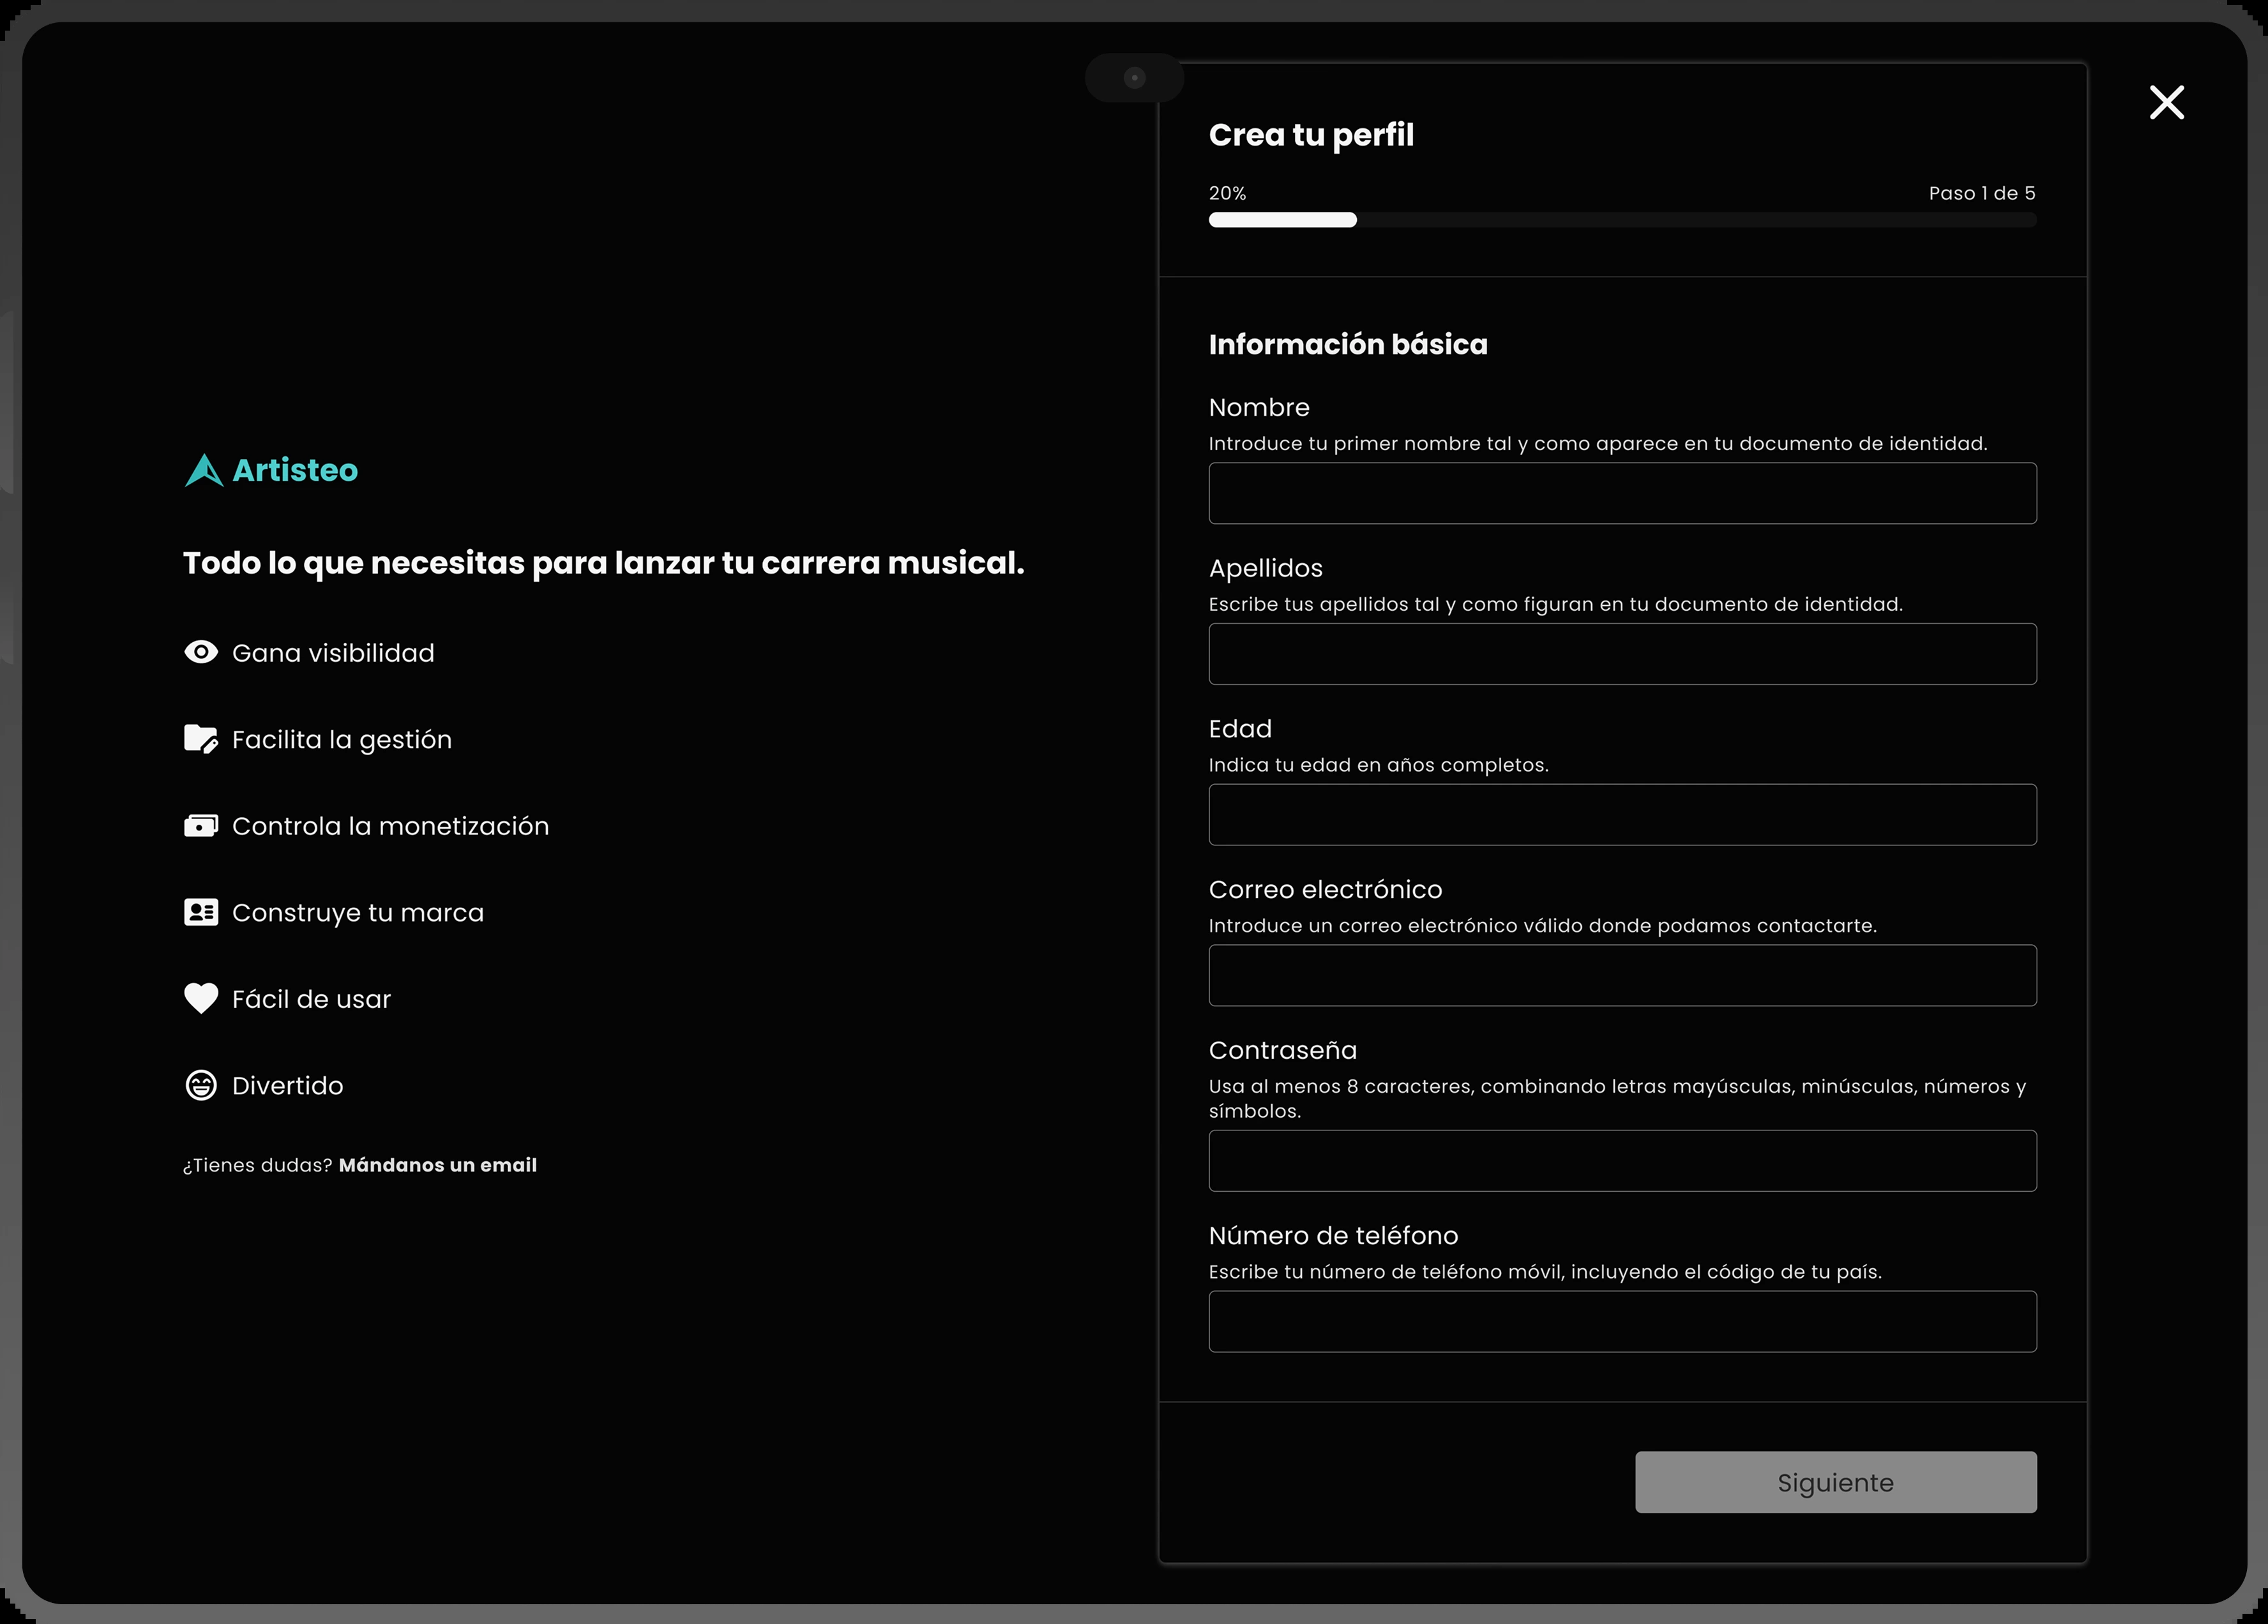 Artisteo
Todo lo que necesitas para lanzar tu carrera musical.
Gana visibilidad
Facilita la gestión
Controla la monetización
Construye tu marca
Fácil de usar
Divertido
¿Tienes dudas? Mándanos un email
Crea tu perfil
20%
Paso 1 de 5
Información básica
Nombre
Introduce tu primer nombre tal y como aparece en tu documento de identidad.
Apellidos
Escribe tus apellidos tal y como figuran en tu documento de identidad.
Edad
Indica tu edad en años completos.
Correo electrónico
Introduce un correo electrónico válido donde podamos contactarte.
Contraseña
Usa al menos 8 caracteres, combinando letras mayúsculas, minúsculas, números y
símbolos.
Número de teléfono
Escribe tu número de teléfono móvil, incluyendo el código de tu país.
Siguiente